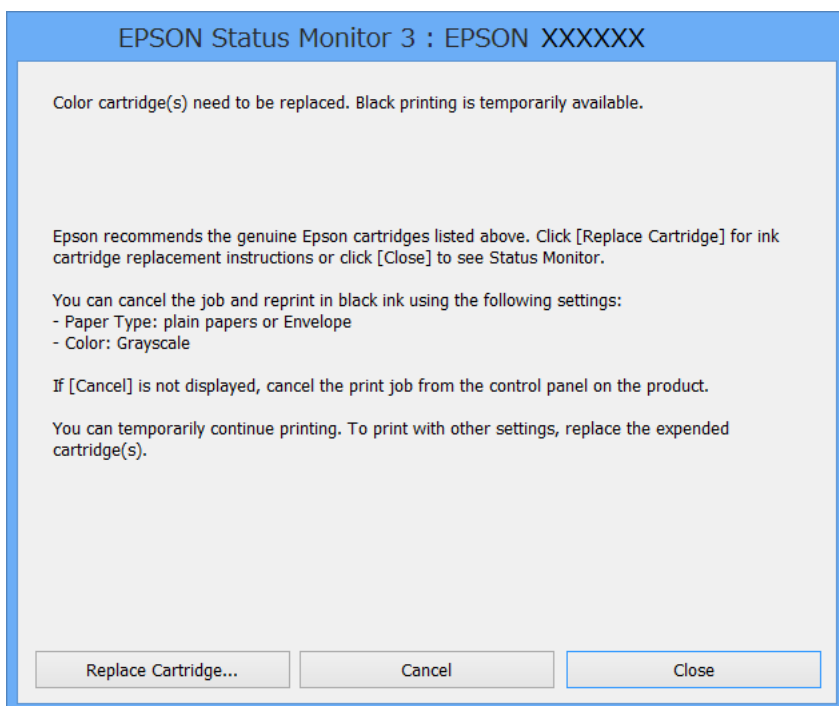 EPSON Status Monitor 3 : EPSON XXXXXX
Color cartridge(s) need to be replaced. Black printing is temporarily available.
Epson recommends the genuine Epson cartridges listed above. Click [Replace Cartridge] for ink
cartridge replacement instructions or click [Close] to see Status Monitor.
You can cancel the job and reprint in black ink using the following settings:
- Paper Type: plain papers or Envelope
- Color: Grayscale
If [Cancel] is not displayed, cancel the print job from the control panel on the product.
You can temporarily continue printing. To print with other settings, replace the expended
cartridge(s).
Replace Cartridge... Cancel Close